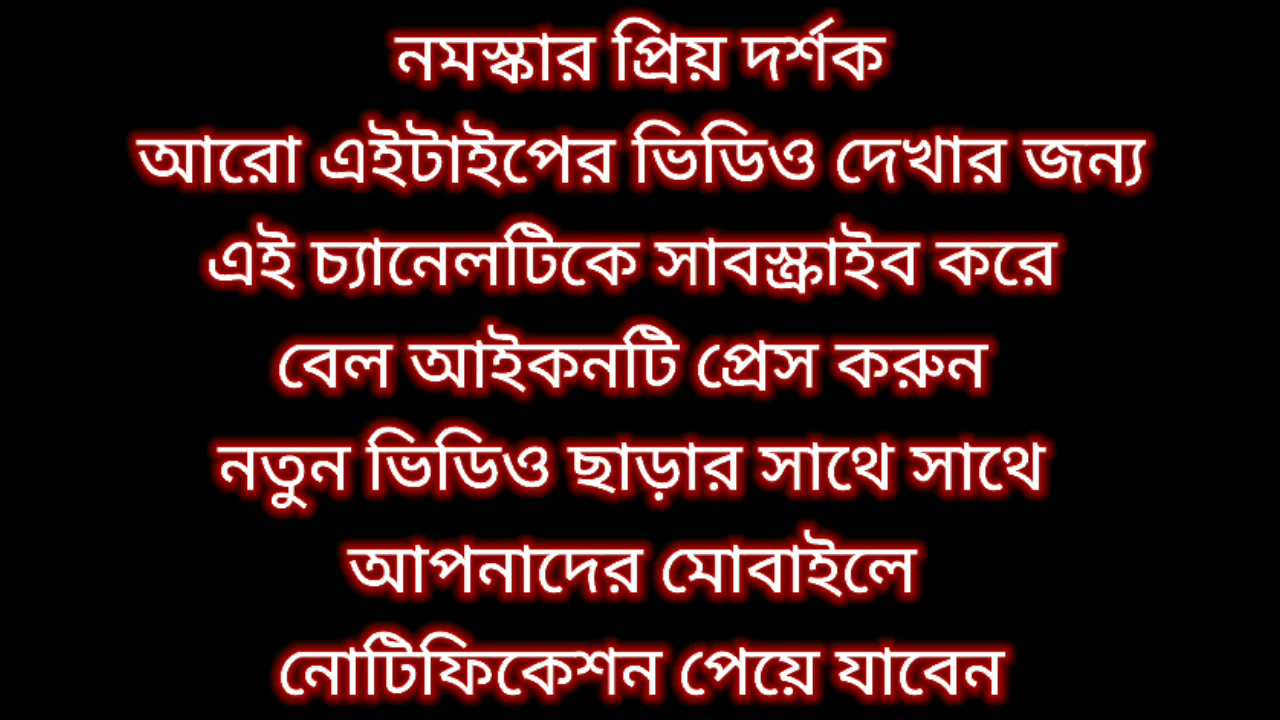 নমস্কার প্রিয় দর্শক
আরো এইটাইপের ভিডিও দেখার জন্য
এই চ্যানেলটিকে সাবস্ক্রাইব করে
বেল আইকনটি প্রেস করুন
নতুন ভিডিও ছাড়ার সাথে সাথে
আপনাদের মোবাইলে
নোটিফিকেশন পেয়ে যাবেন